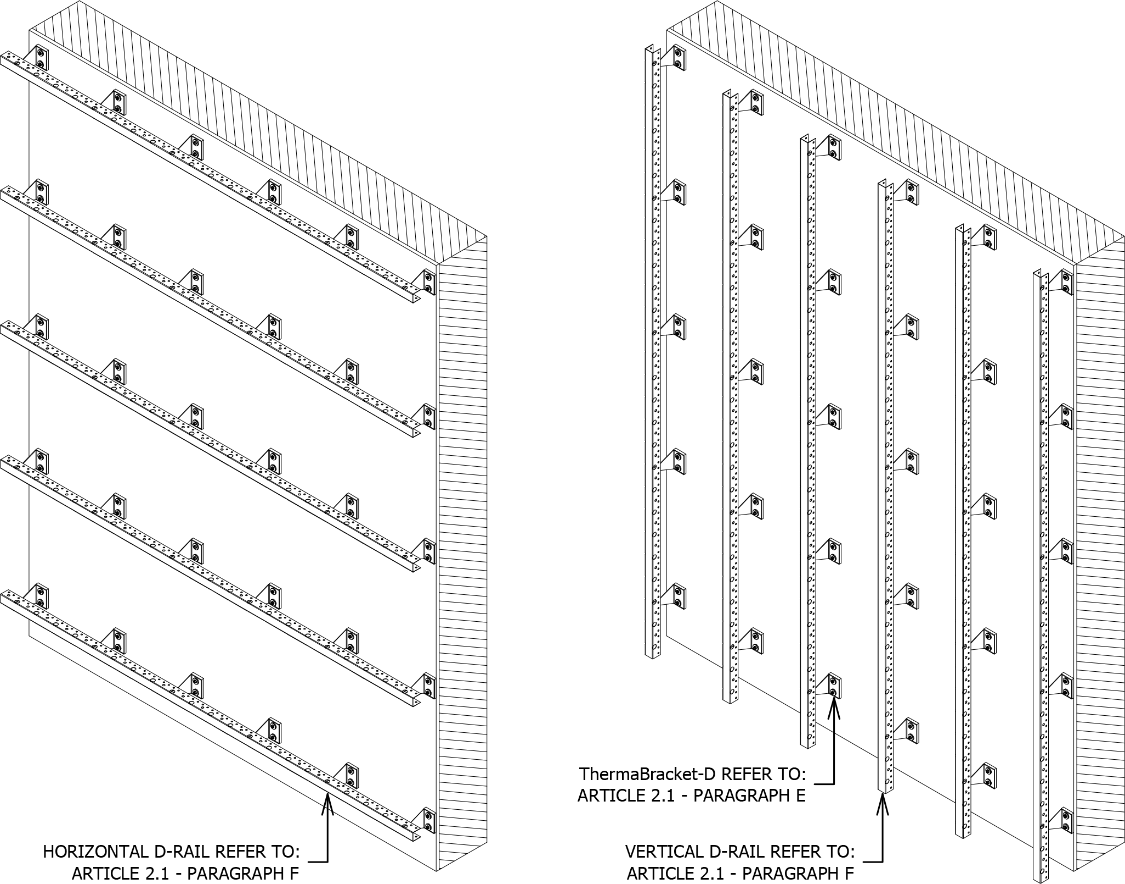 HORIZONTAL D-RAIL REFER TO:
ARTICLE 2.1 - PARAGRAPH F
ThermaBracket-D REFER TO:
ARTICLE 2.1 - PARAGRAPH E
VERTICAL D-RAIL REFER TO:
ARTICLE 2.1 - PARAGRAPH F